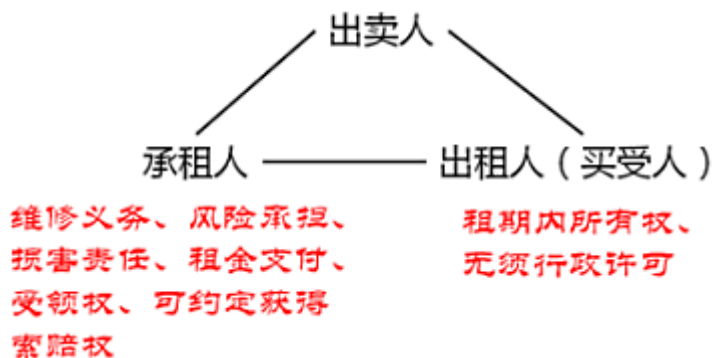 出卖人
承租人
出租人（买受人）
维修义务、风险承担、
损害责任、租金支付、
受领权、可约定获得
索赔权
租期内所有权、
无须行政许可